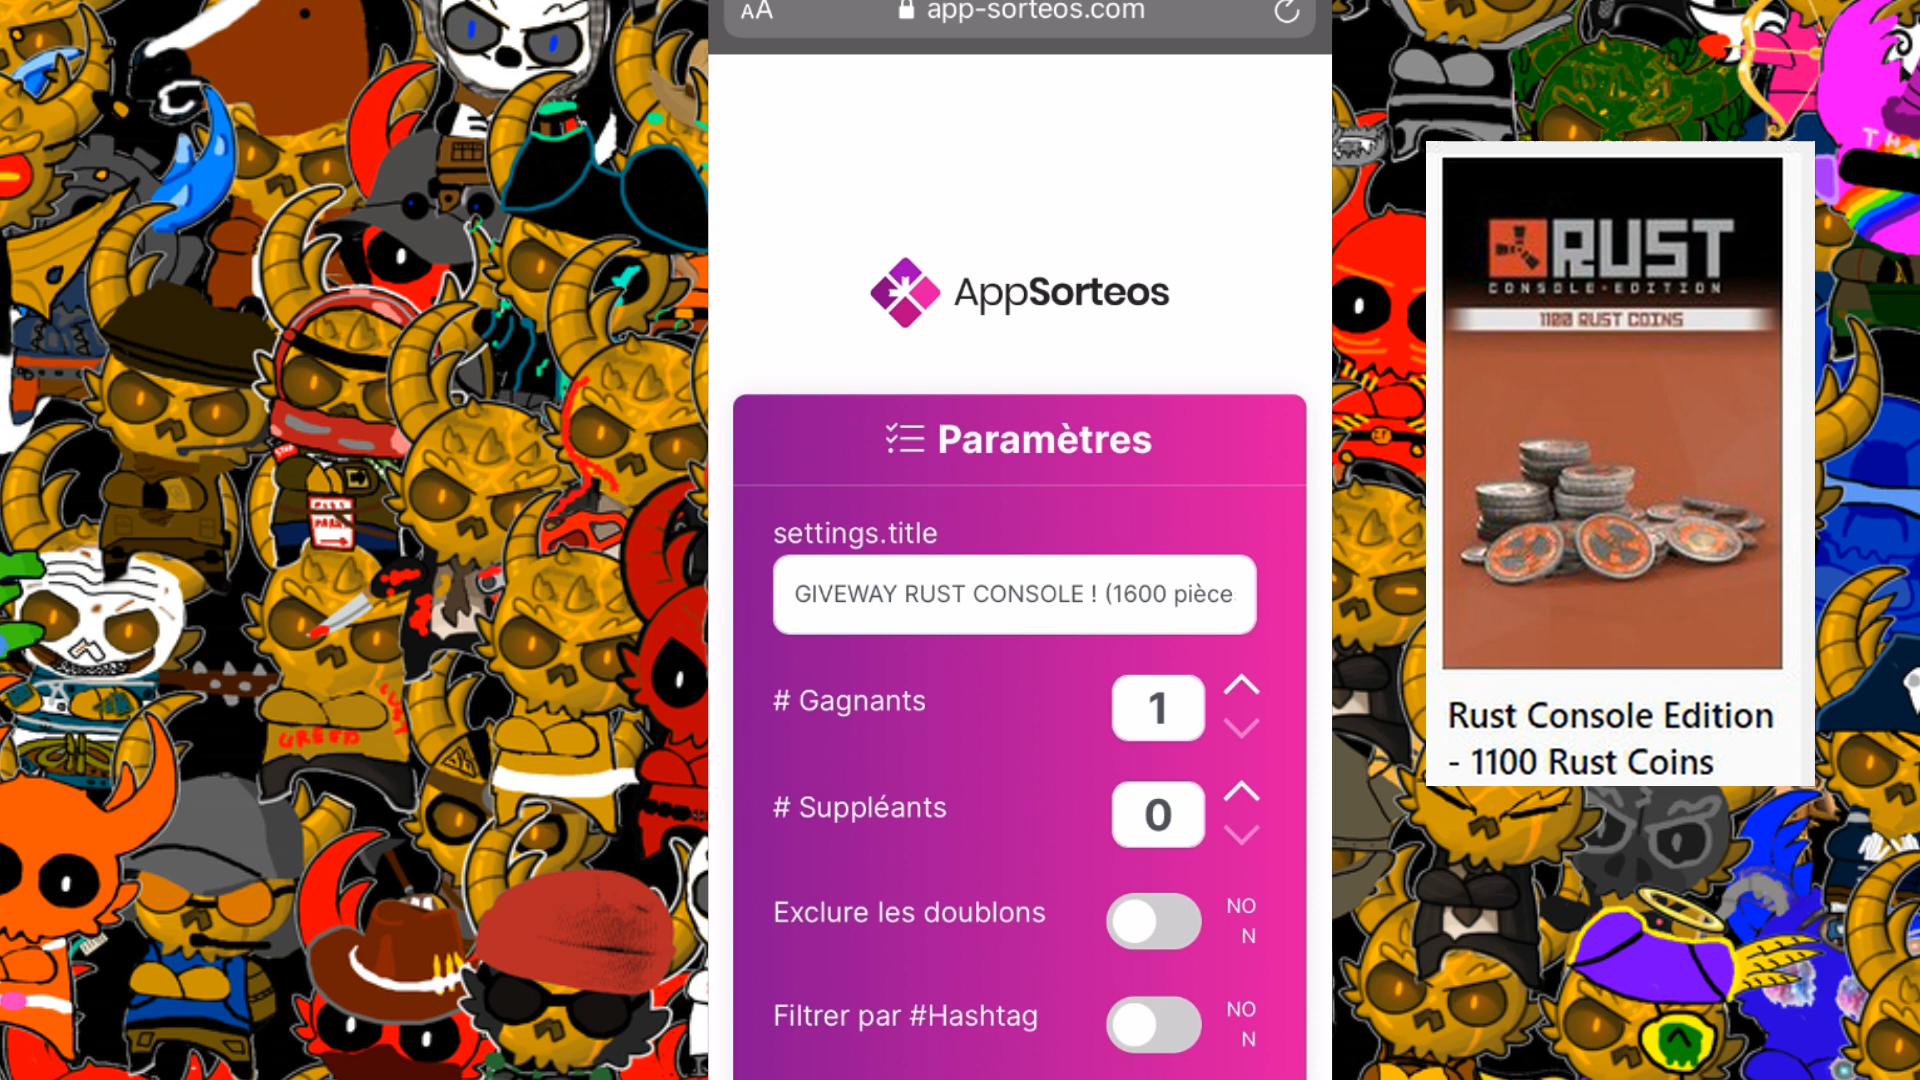 AA
app-sorteos.com
AppSorteos
Paramètres
settings.title
GIVEWAY RUST CONSOLE ! (1600 pièce
# Gagnants
1
# Suppléants
0
Exclure les doublons
NO
N
Filtrer par #Hashtag
NO
N
RUST
CONSOLE-EDITION
1100 RUST COINS
Rust Console Edition
- 1100 Rust Coins
GREED